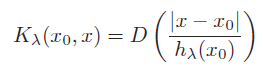 K_λ(x_0, x) = D ( |x − x_0| / h_λ(x_0) )